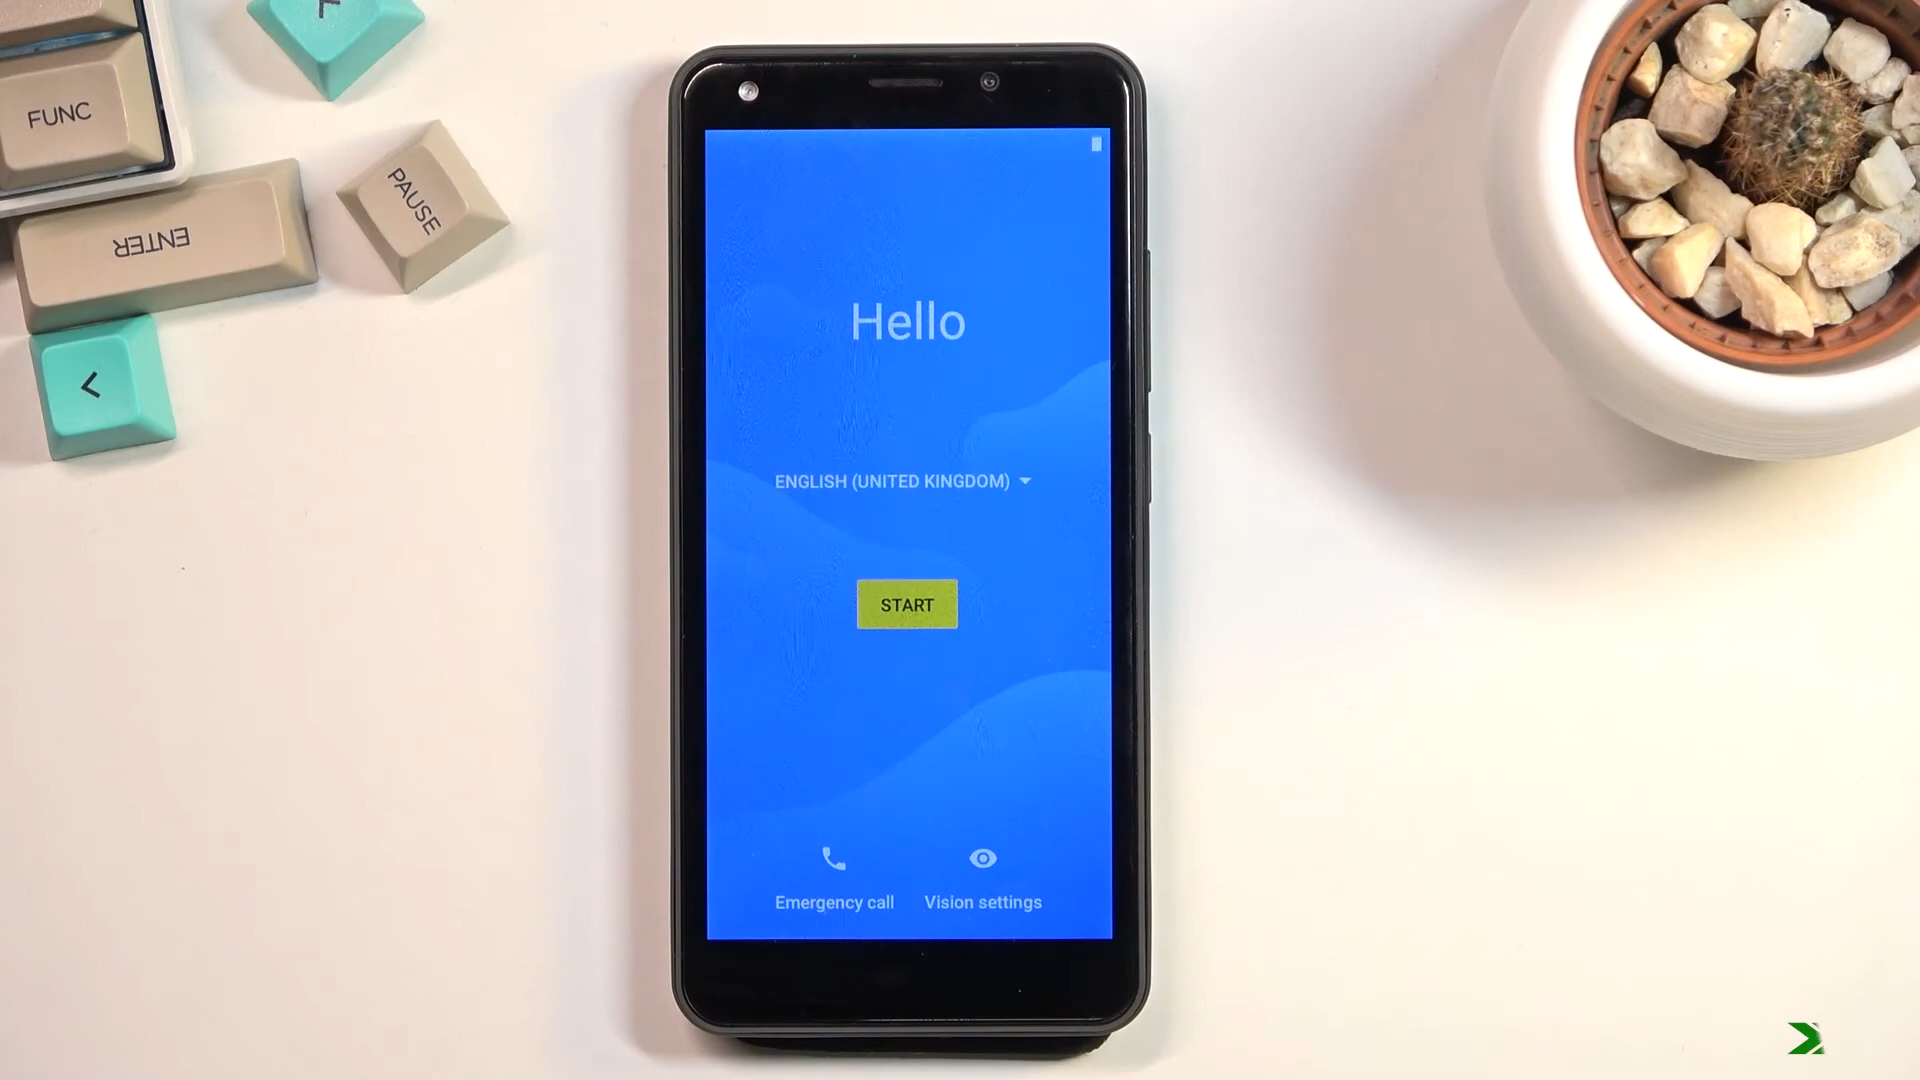 FUNC
PAUSE
ENTER
<
Hello
ENGLISH (UNITED KINGDOM)
START
Emergency call
Vision settings